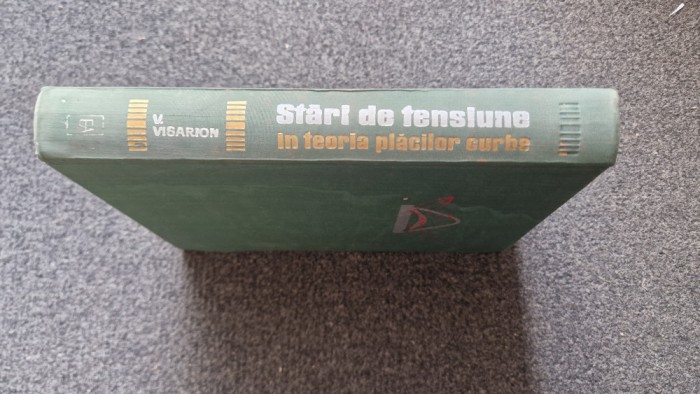 V.
VISARION
Stări de tensiune
în teoria plăcilor curbe